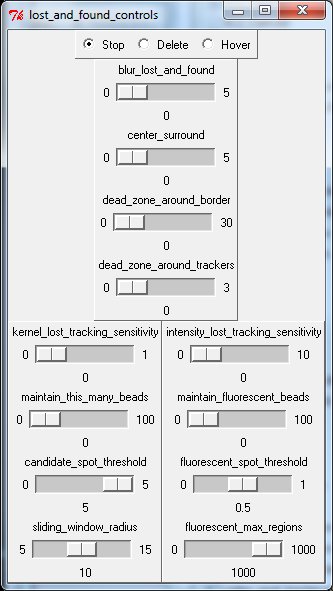 lost_and_found_controls
Stop Delete Hover
blur_lost_and_found
0 5
0
center_surround
0 5
0
dead_zone_around_border
0 30
0
dead_zone_around_trackers
0 3
0
kernel_lost_tracking_sensitivity intensity_lost_tracking_sensitivity
0 1 0 10
0 0
maintain_this_many_beads maintain_fluorescent_beads
0 100 0 100
0 0
candidate_spot_threshold fluorescent_spot_threshold
0 5 0 1
5 0.5
sliding_window_radius fluorescent_max_regions
5 15 0 1000
10 1000